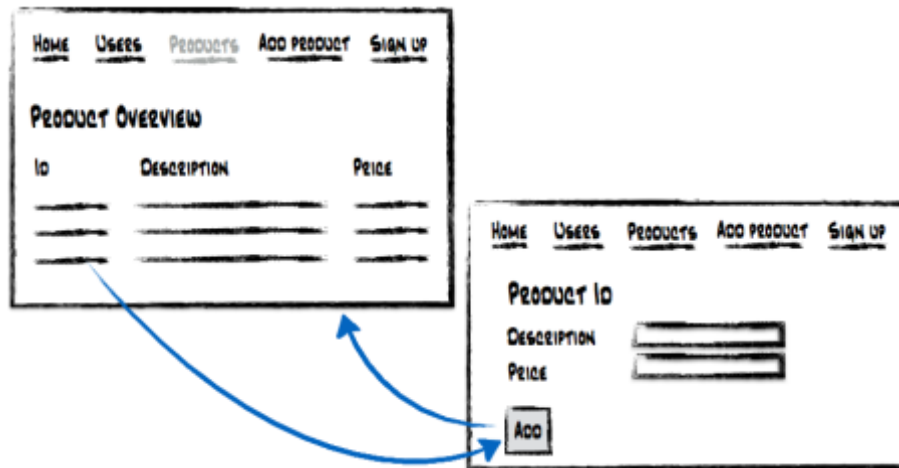 Home Users Products Add product Sign up
Product Overview
Id Description Price
Home Users Products Add product Sign up
Product Id
Description
Price
Add